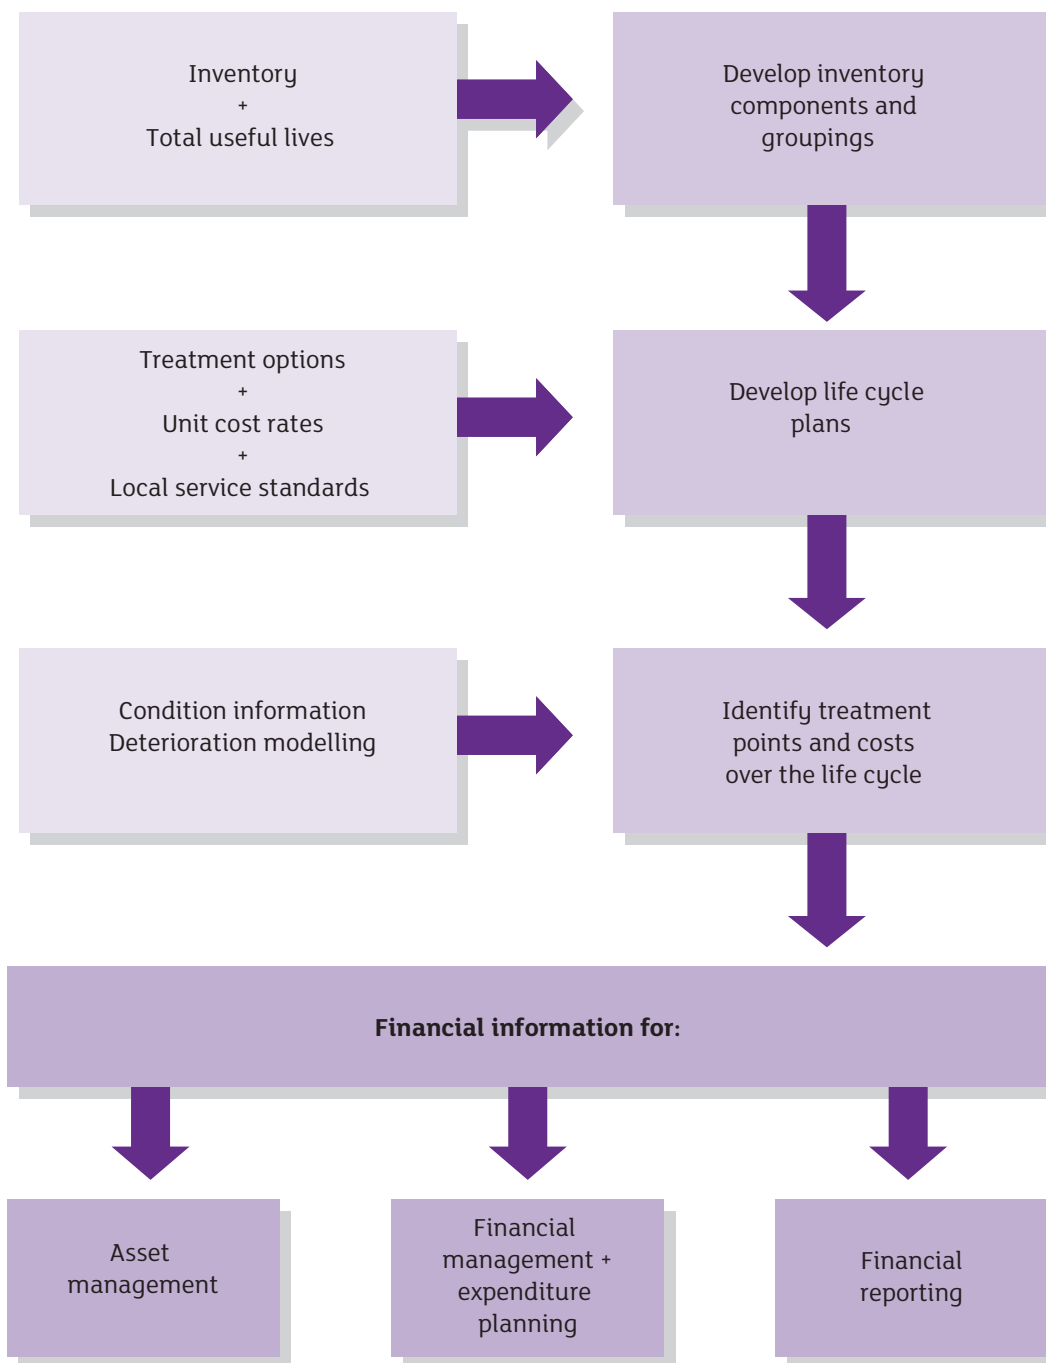 Inventory
+
Total useful lives
Develop inventory
components and
groupings
Treatment options
+
Unit cost rates
+
Local service standards
Develop life cycle
plans
Condition information
Deterioration modelling
Identify treatment
points and costs
over the life cycle
Financial information for:
Asset
management
Financial
management +
expenditure
planning
Financial
reporting